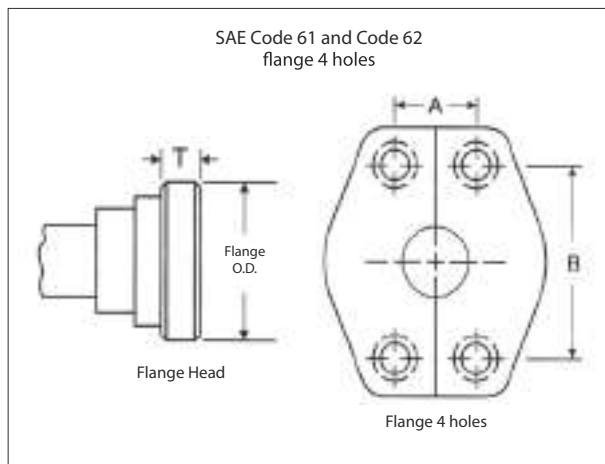 SAE Code 61 and Code 62
flange 4 holes
A
T
Flange
O.D.
B
Flange Head
Flange 4 holes